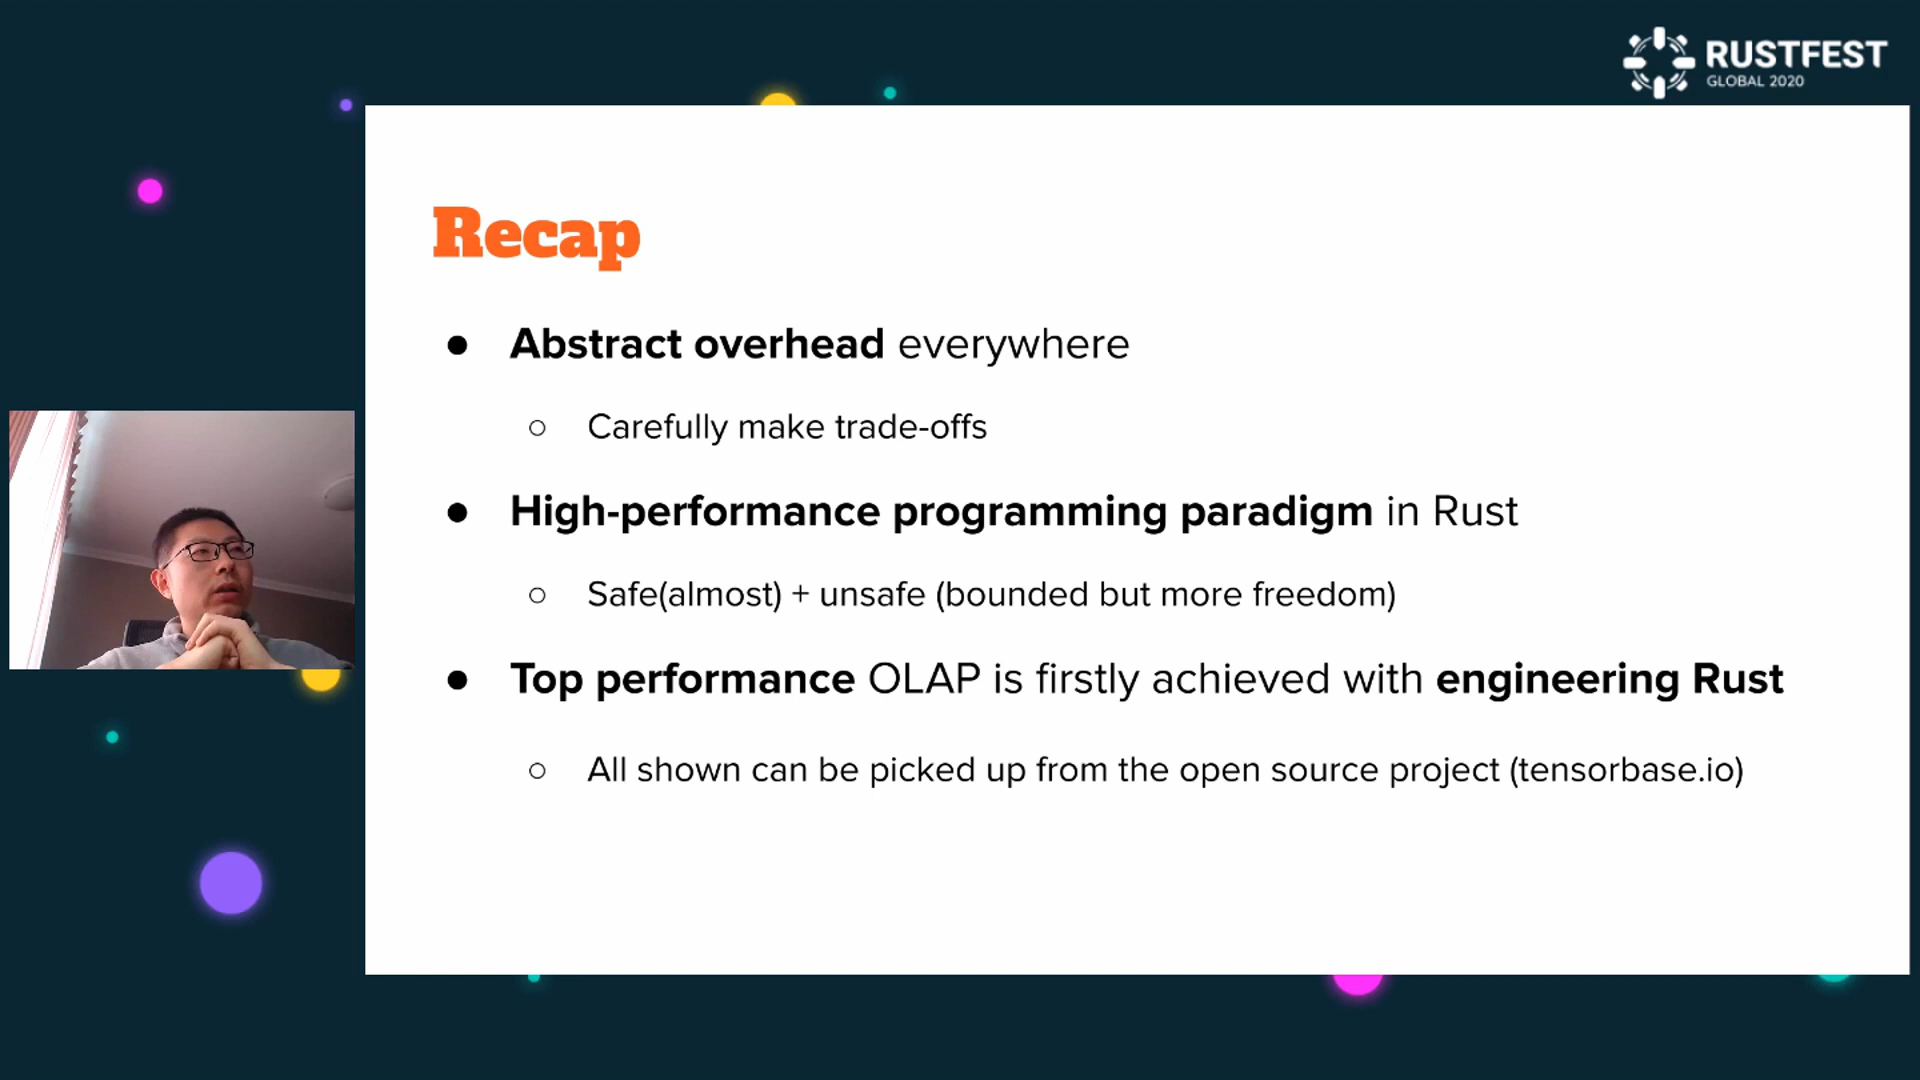 RUSTFEST
GLOBAL 2020
Recap
● Abstract overhead everywhere
○ Carefully make trade-offs
● High-performance programming paradigm in Rust
○ Safe(almost) + unsafe (bounded but more freedom)
● Top performance OLAP is firstly achieved with engineering Rust
○ All shown can be picked up from the open source project (tensorbase.io)